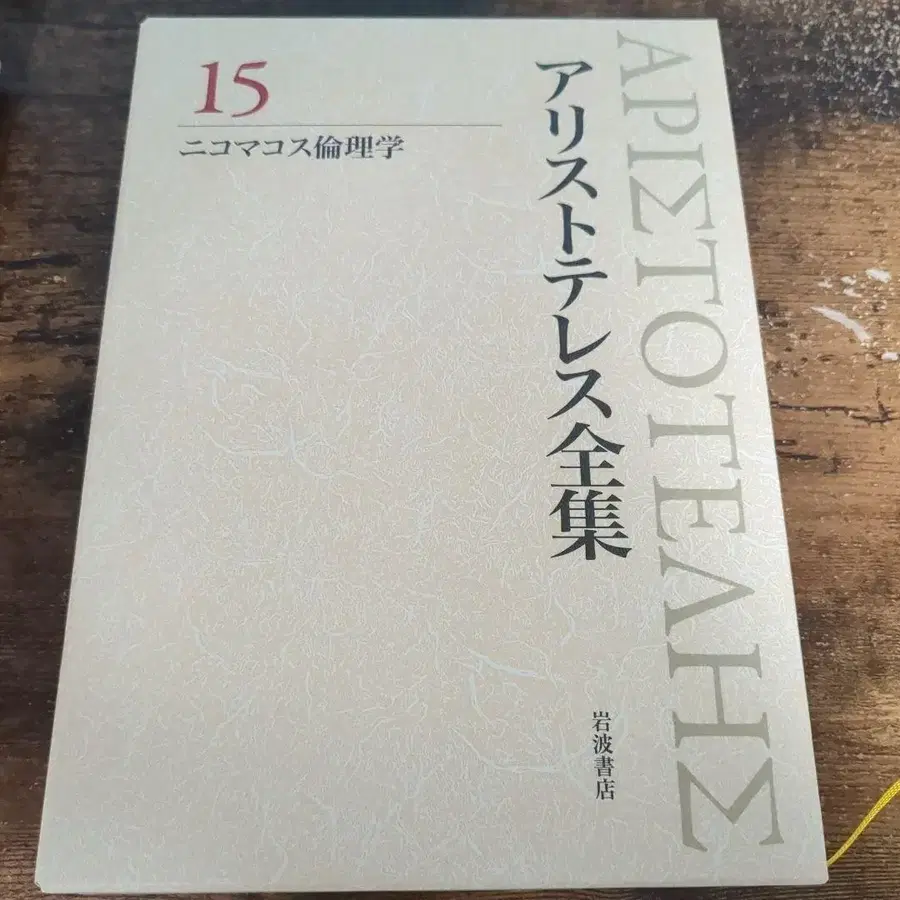 15
ニコマコス倫理学
アリストテレス全集
ΑΡΙΣΤΟΤΕΛΗΣ
岩波書店